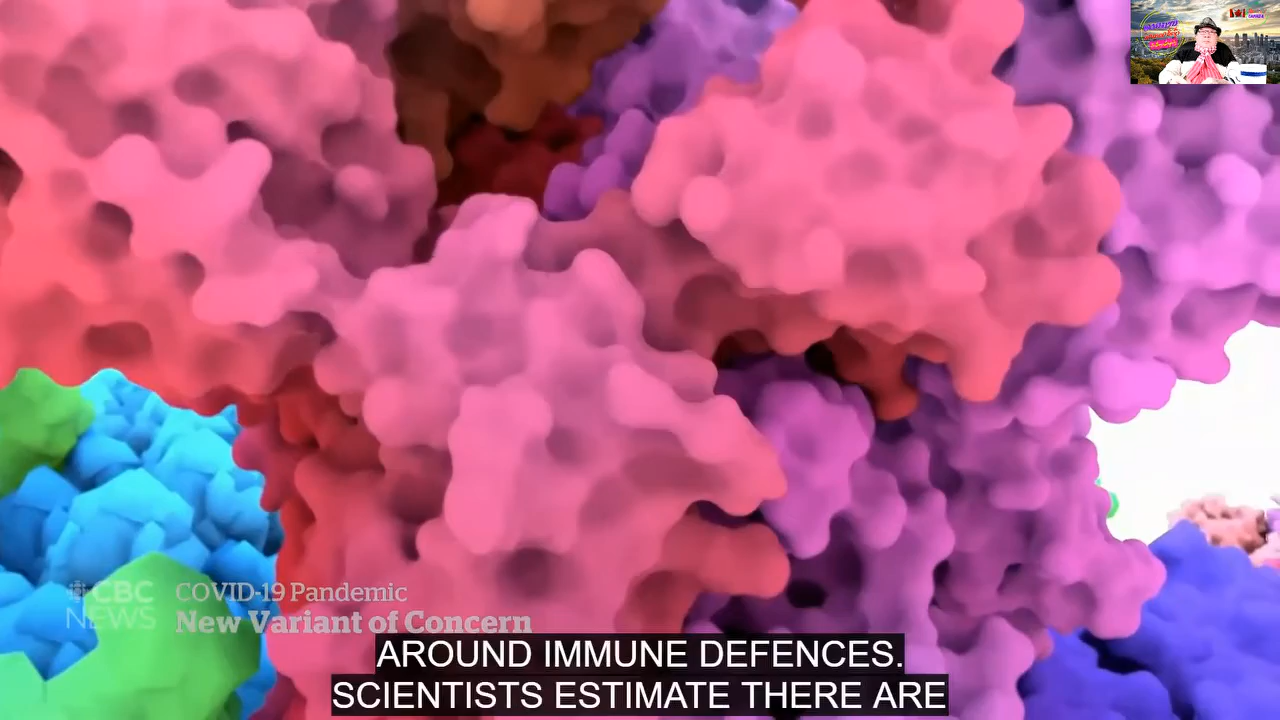 CBC
NEWS
COVID-19 Pandemic
New Variant of Concern
AROUND IMMUNE DEFENCES.
SCIENTISTS ESTIMATE THERE ARE